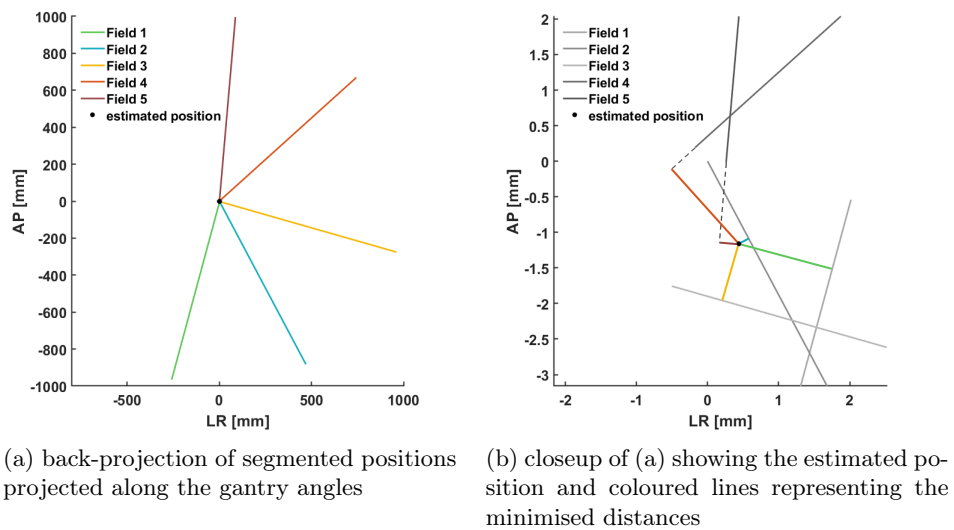 1000
800
600
400
200
0
-200
-400
-600
-800
-1000
AP [mm]
-500
0
500
1000
LR [mm]
Field 1
Field 2
Field 3
Field 4
Field 5
estimated position
2
1.5
1
0.5
0
-0.5
-1
-1.5
-2
-2.5
-3
AP [mm]
-2
-1
0
1
2
LR [mm]
Field 1
Field 2
Field 3
Field 4
Field 5
estimated position
(a) back-projection of segmented positions
projected along the gantry angles
(b) closeup of (a) showing the estimated po-
sition and coloured lines representing the
minimised distances